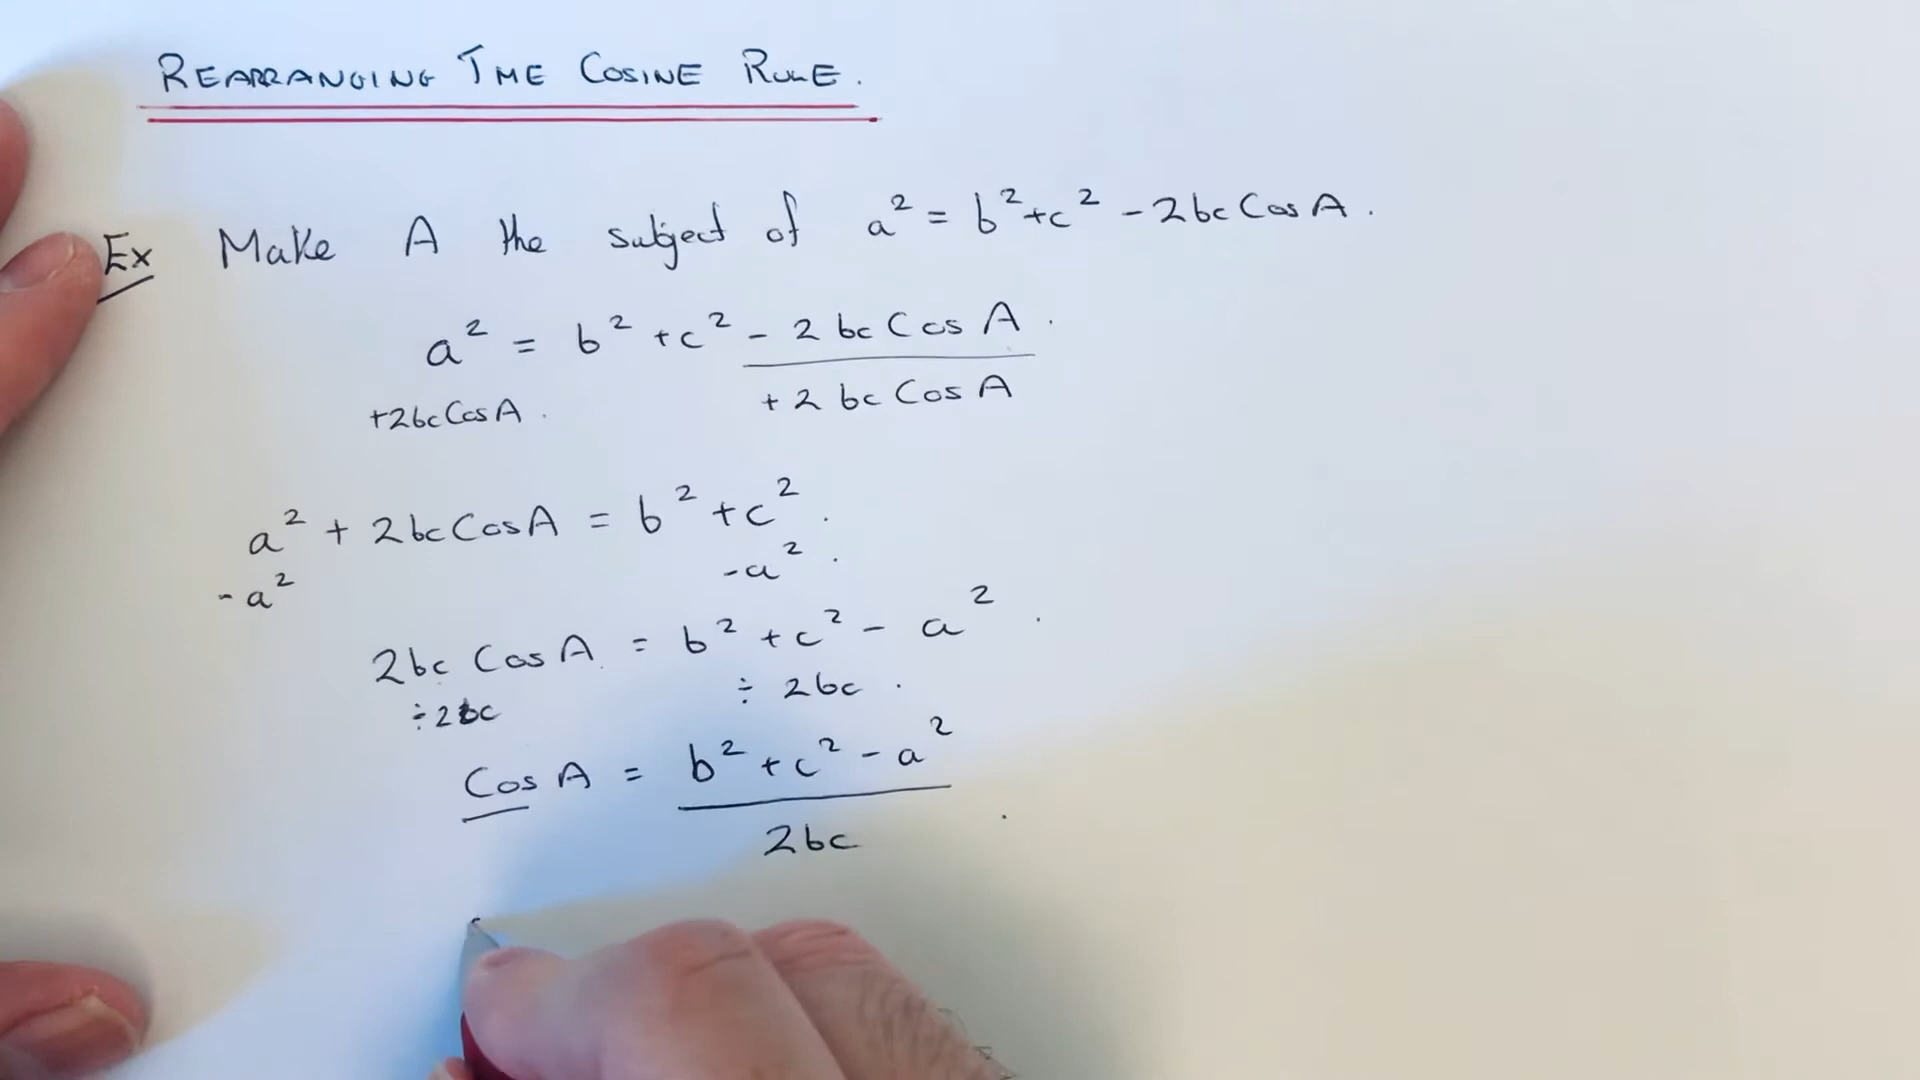 REARRANGING THE COSINE RULE.
Ex Make A the subject of a² = b² + c² - 2bc Cos A.
a² = b² + c² - 2bc Cos A.
+2bc Cos A. + 2bc Cos A
a² + 2bc Cos A = b² + c².
- a² - a².
2bc Cos A = b² + c² - a².
÷ 2bc ÷ 2bc.
Cos A = b² + c² - a²
2bc